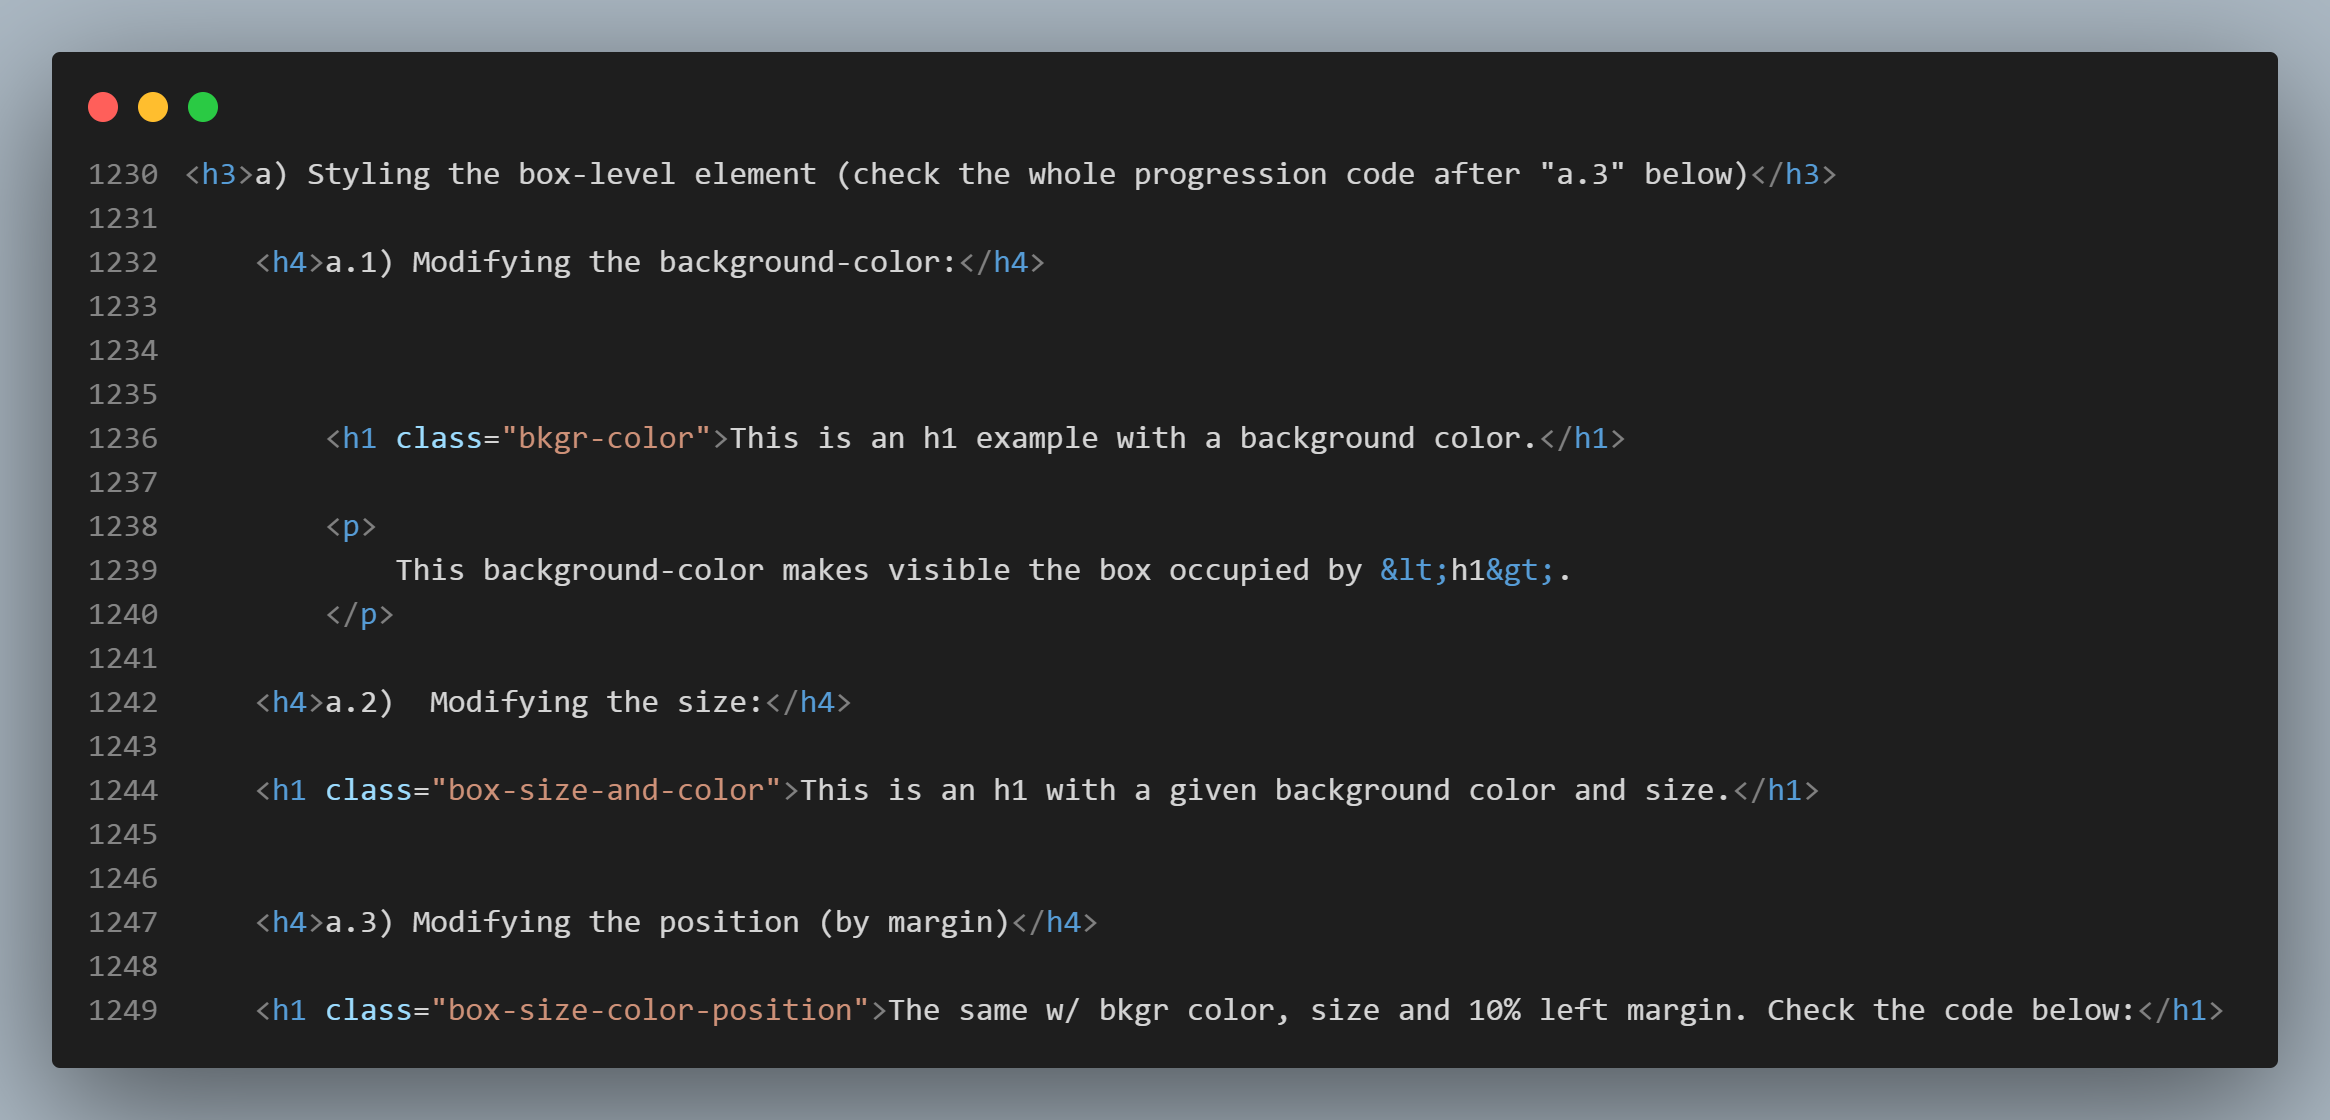 1230 <h3>a) Styling the box-level element (check the whole progression code after "a.3" below)</h3>
1231
1232     <h4>a.1) Modifying the background-color:</h4>
1233
1234
1235
1236         <h1 class="bkgr-color">This is an h1 example with a background color.</h1>
1237
1238         <p>
1239             This background-color makes visible the box occupied by &lt;h1&gt;.
1240         </p>
1241
1242     <h4>a.2)  Modifying the size:</h4>
1243
1244     <h1 class="box-size-and-color">This is an h1 with a given background color and size.</h1>
1245
1246
1247     <h4>a.3) Modifying the position (by margin)</h4>
1248
1249     <h1 class="box-size-color-position">The same w/ bkgr color, size and 10% left margin. Check the code below:</h1>